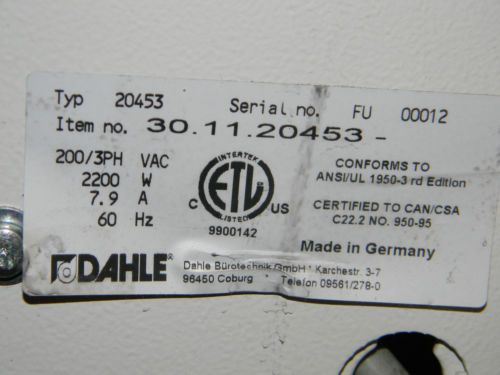 Typ 20453 Serial no. FU 00012
Item no. 30.11.20453 -
200/3PH VAC
2200 W
7.9 A
60 Hz
INTERTEK
ETL
C US
LISTED
9900142
CONFORMS TO
ANSI/UL 1950-3 rd Edition
CERTIFIED TO CAN/CSA
C22.2 NO. 950-95
Made in Germany
DAHLE®
Dahle Bürotechnik GmbH · Karchestr. 3-7
96450 Coburg Telefon 09561/278-0